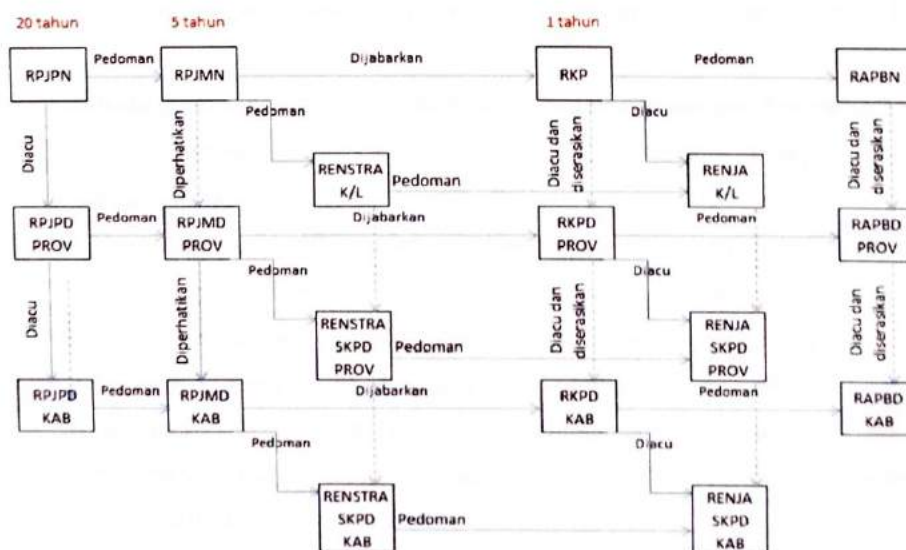 20 tahun
5 tahun
1 tahun
RPJPN
Pedoman
RPJMN
Dijabarkan
RKP
Pedoman
RAPBN
Diacu
Diperhatikan
Pedoman
Diacu dan
diserasikan
Diacu
Diacu dan
diserasikan
RENSTRA
K/L
Pedoman
RENJA
K/L
RPJPD
PROV
Pedoman
RPJMD
PROV
Dijabarkan
RKPD
PROV
Pedoman
RAPBD
PROV
Diacu
Diperhatikan
Pedoman
Diacu dan
diserasikan
Diacu
Diacu dan
diserasikan
RENSTRA
SKPD
PROV
Pedoman
RENJA
SKPD
PROV
RPJPD
KAB
Pedoman
RPJMD
KAB
Dijabarkan
RKPD
KAB
Pedoman
RAPBD
KAB
Pedoman
Diacu
RENSTRA
SKPD
KAB
Pedoman
RENJA
SKPD
KAB